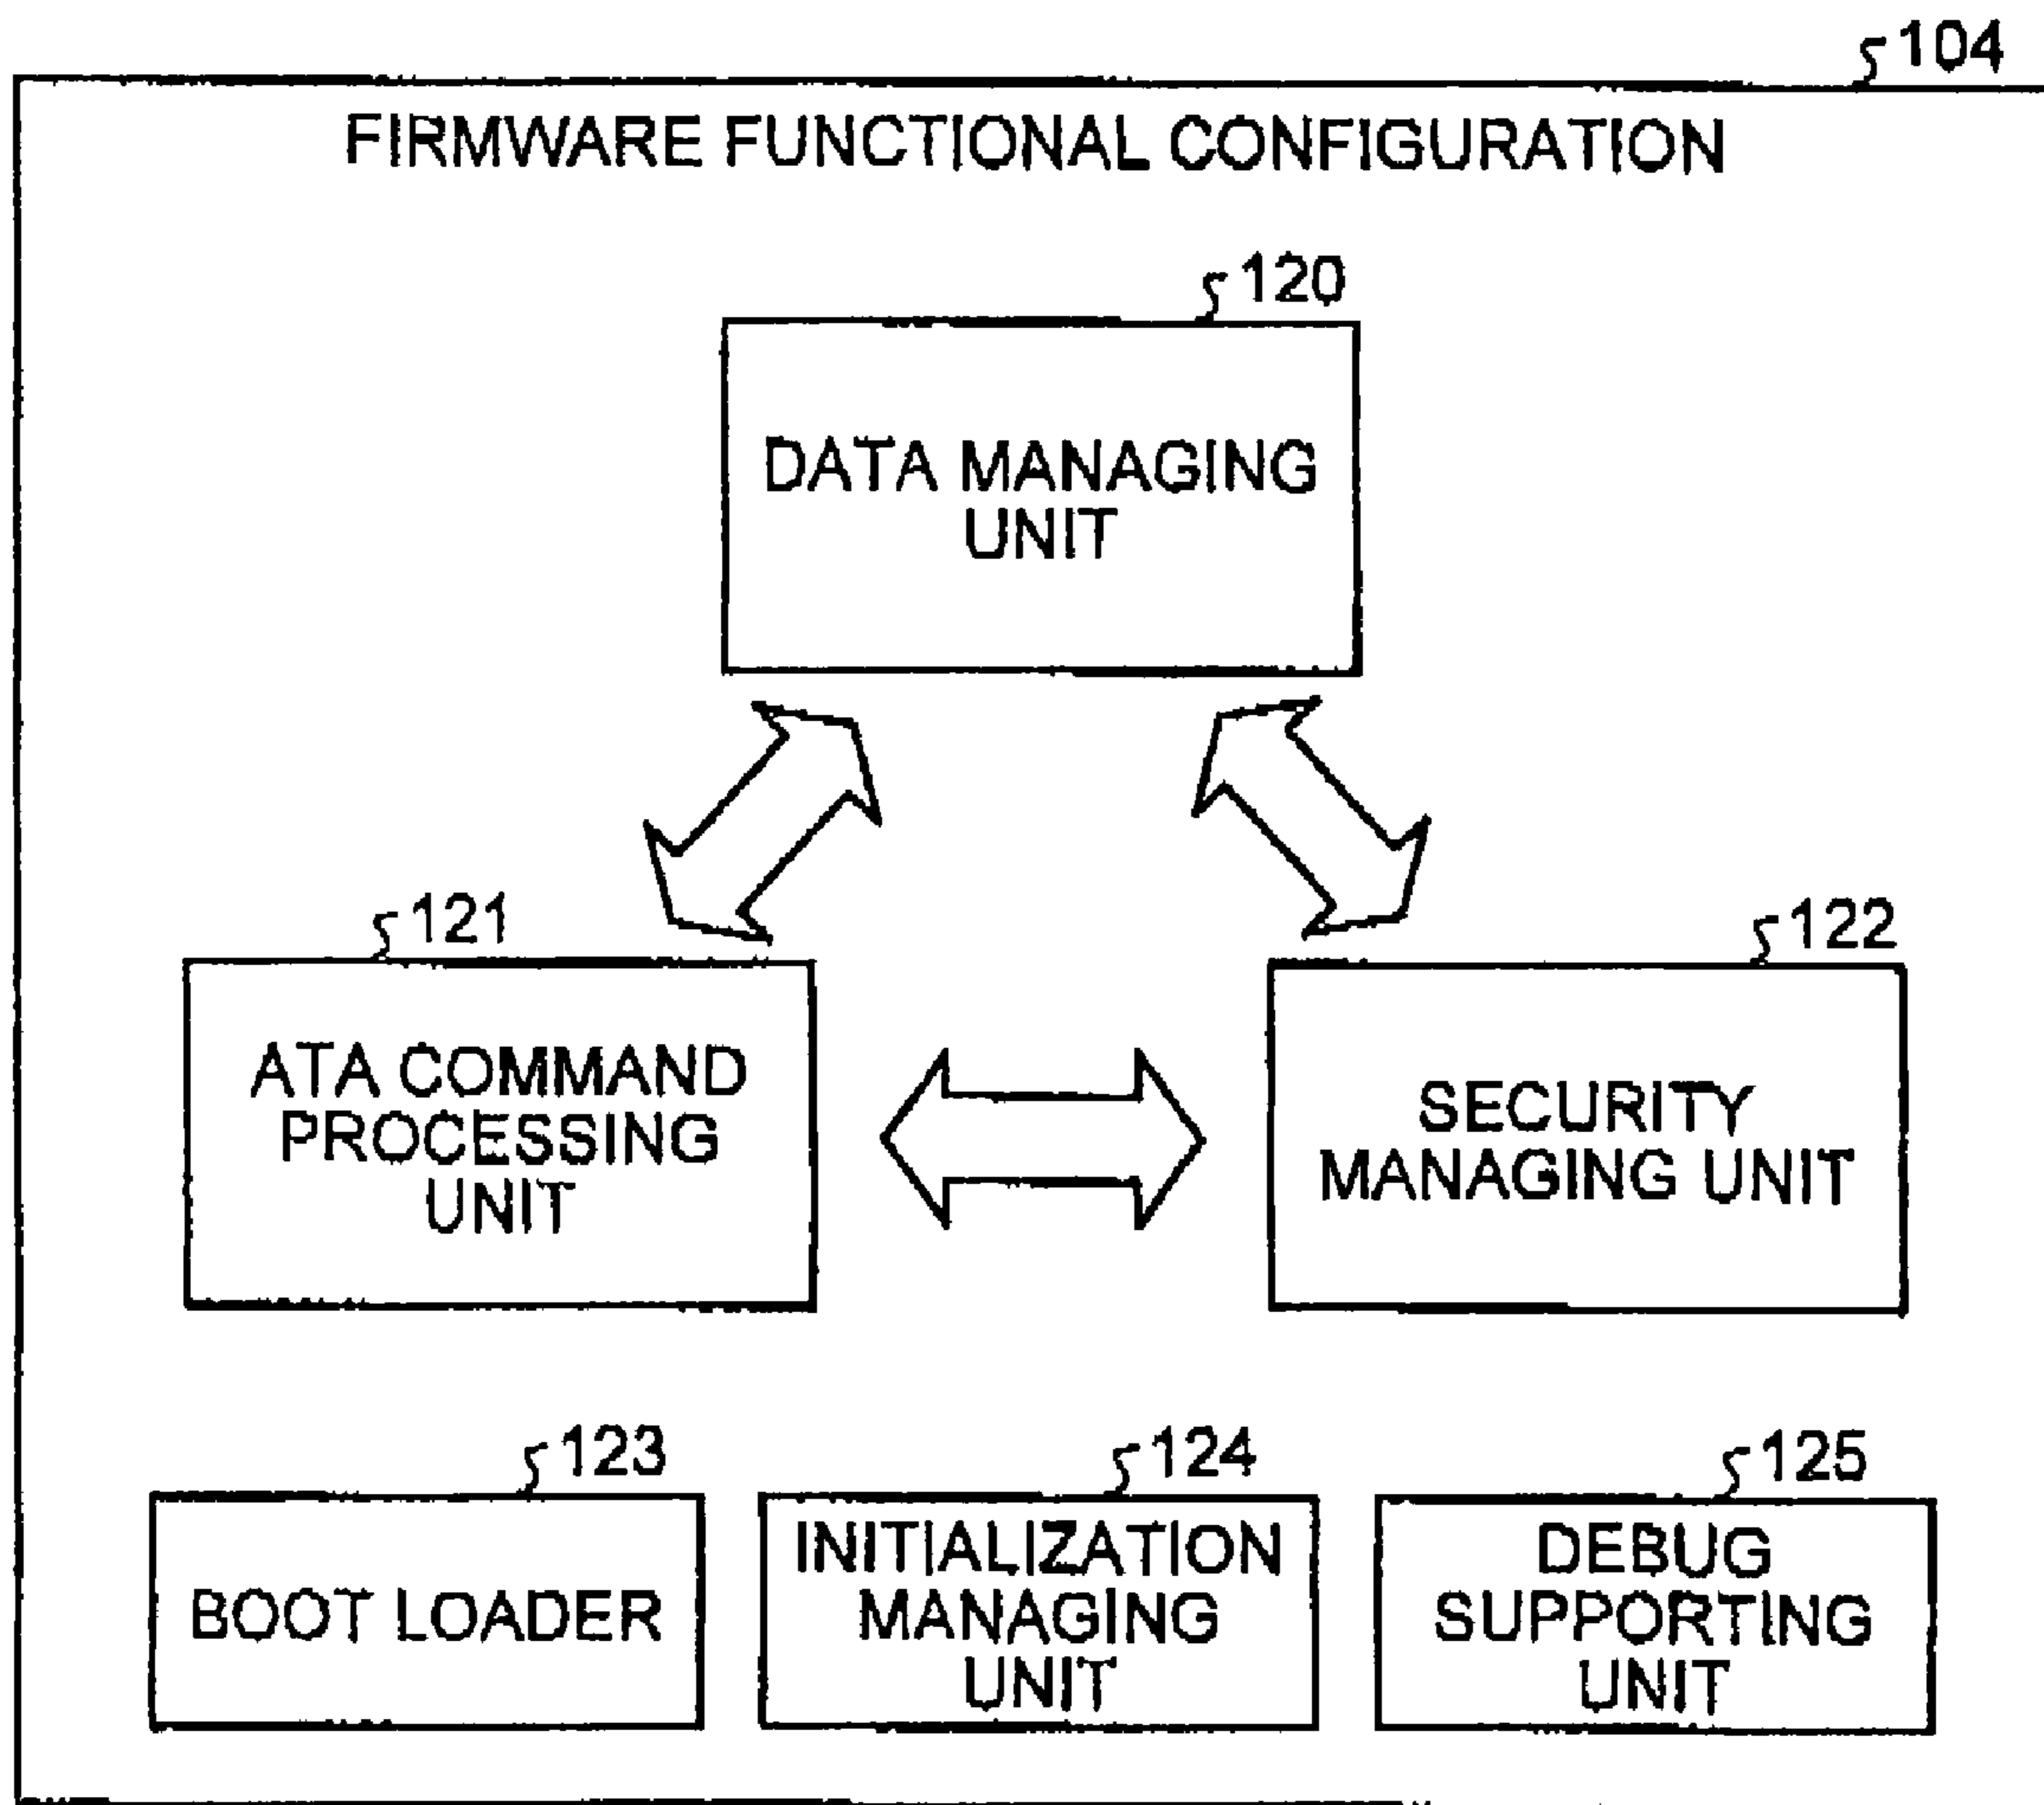 104
FIRMWARE FUNCTIONAL CONFIGURATION
120
DATA MANAGING
UNIT
121
ATA COMMAND
PROCESSING
UNIT
122
SECURITY
MANAGING UNIT
123
BOOT LOADER
124
INITIALIZATION
MANAGING
UNIT
125
DEBUG
SUPPORTING
UNIT